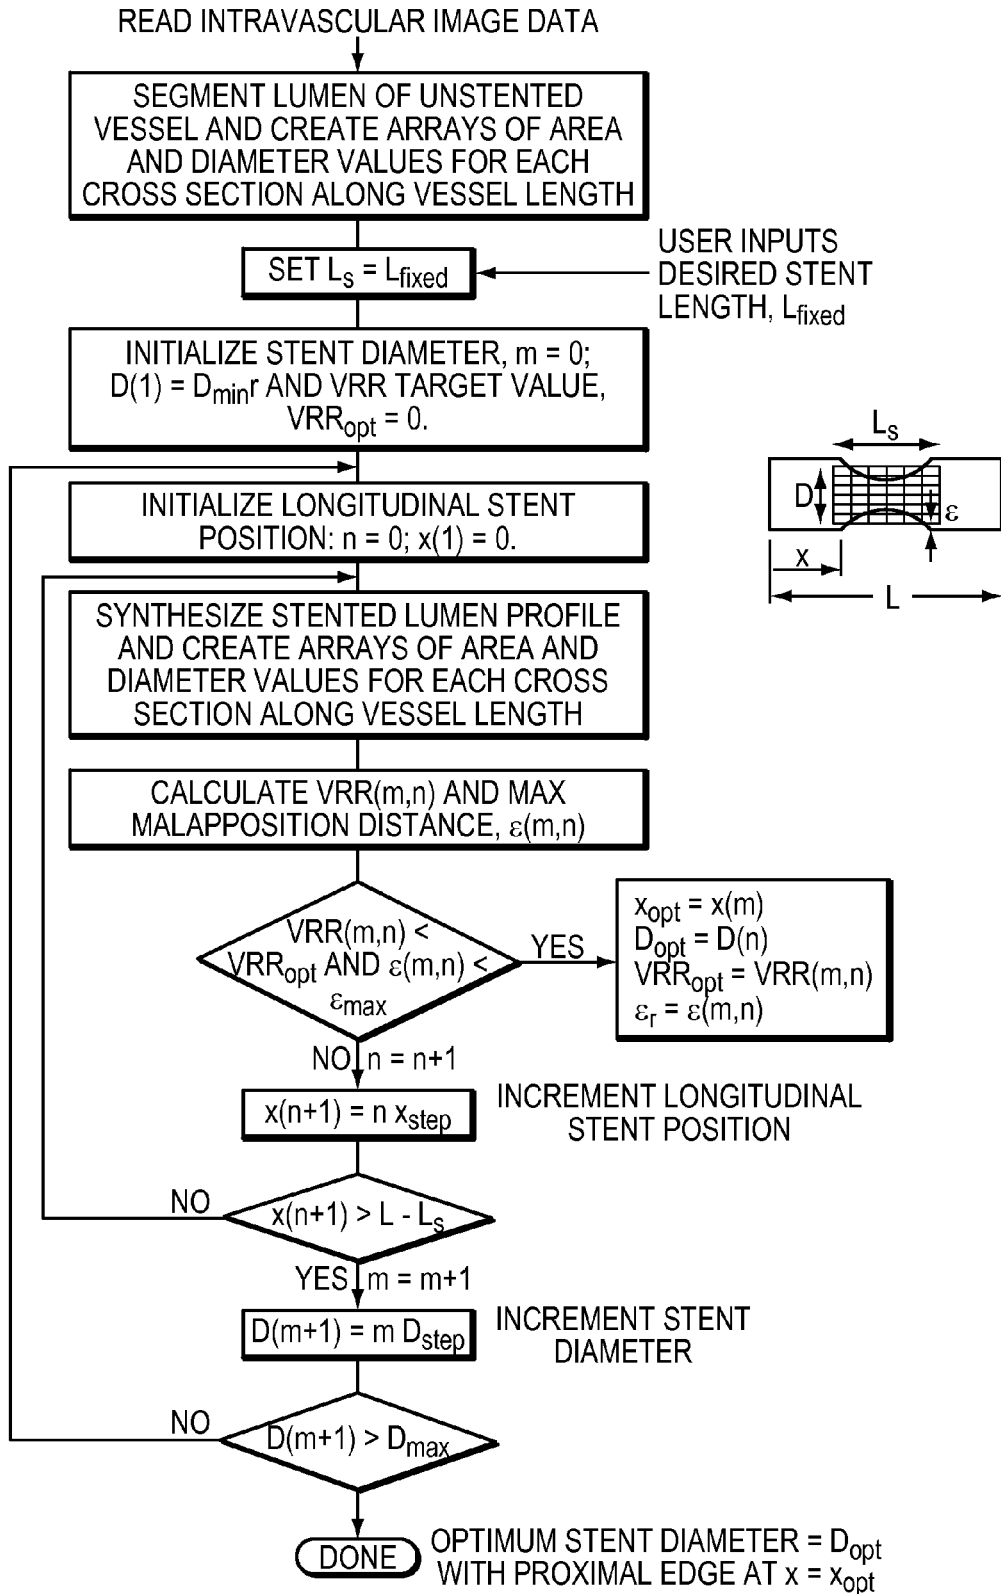 READ INTRAVASCULAR IMAGE DATA
SEGMENT LUMEN OF UNSTENTED
VESSEL AND CREATE ARRAYS OF AREA
AND DIAMETER VALUES FOR EACH
CROSS SECTION ALONG VESSEL LENGTH
SET Ls = Lfixed
USER INPUTS
DESIRED STENT
LENGTH, Lfixed
INITIALIZE STENT DIAMETER, m = 0;
D(1) = Dminr AND VRR TARGET VALUE,
VRRopt = 0.
Ls
D
ε
x
L
INITIALIZE LONGITUDINAL STENT
POSITION: n = 0; x(1) = 0.
SYNTHESIZE STENTED LUMEN PROFILE
AND CREATE ARRAYS OF AREA AND
DIAMETER VALUES FOR EACH CROSS
SECTION ALONG VESSEL LENGTH
CALCULATE VRR(m,n) AND MAX
MALAPPOSITION DISTANCE, ε(m,n)
VRR(m,n) <
VRRopt AND ε(m,n) <
εmax
YES
xopt = x(m)
Dopt = D(n)
VRRopt = VRR(m,n)
εr = ε(m,n)
NO n = n+1
x(n+1) = n xstep
INCREMENT LONGITUDINAL
STENT POSITION
NO
x(n+1) > L - Ls
YES m = m+1
D(m+1) = m Dstep
INCREMENT STENT
DIAMETER
NO
D(m+1) > Dmax
DONE
OPTIMUM STENT DIAMETER = Dopt
WITH PROXIMAL EDGE AT x = xopt